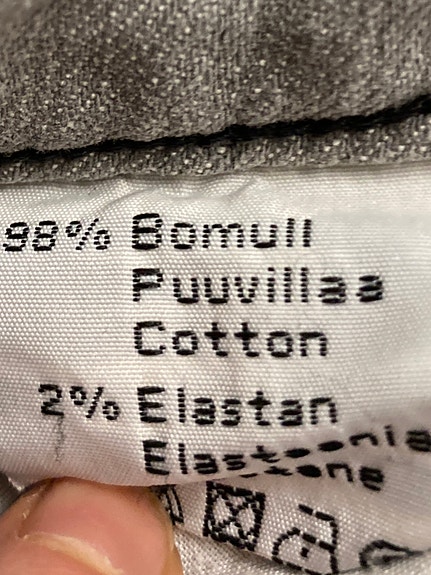 98% Bomull
Puuvillaa
Cotton
2% Elastan